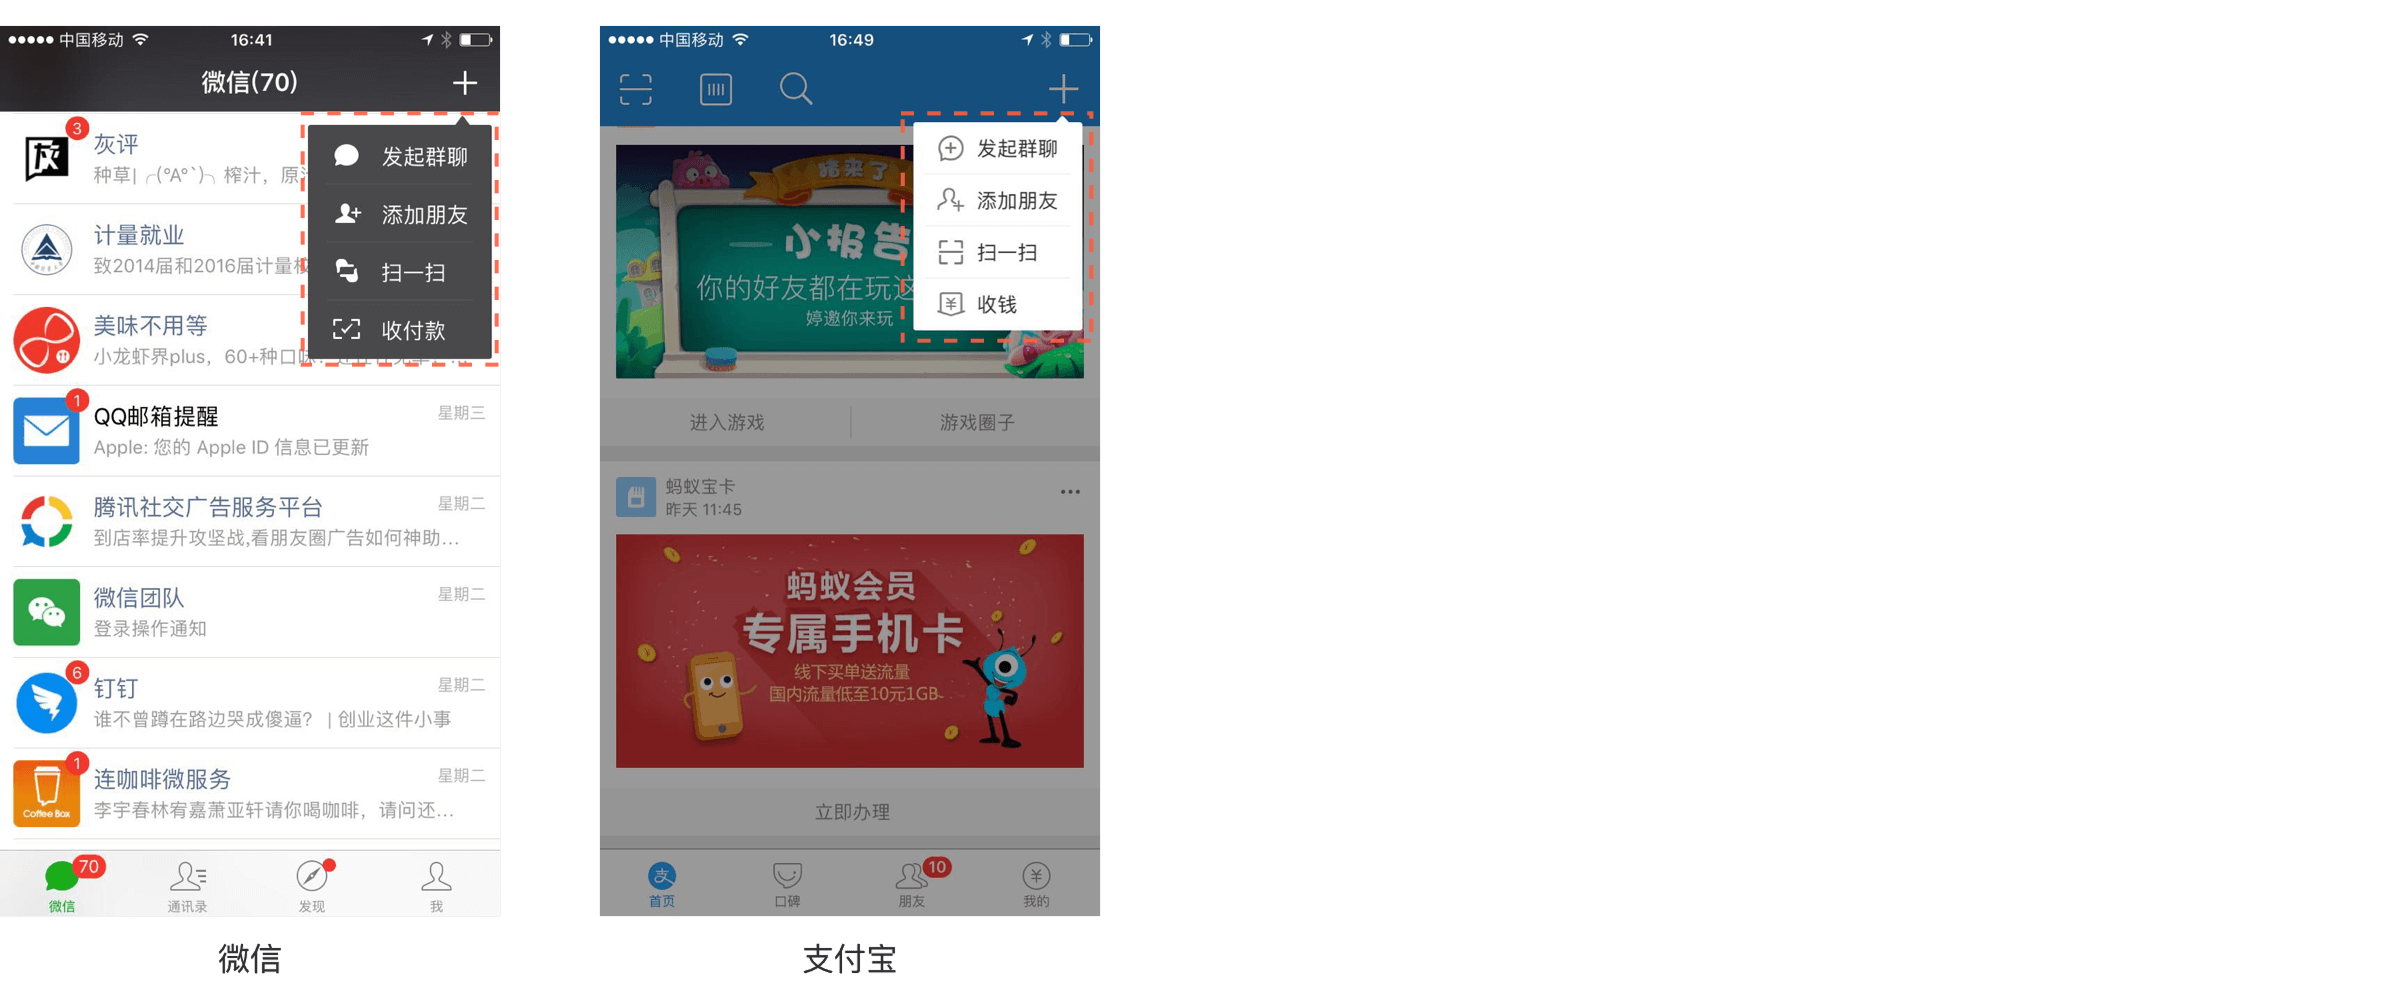 中国移动 16:41
微信(70)
3
灰评
种草| ╭(°A°`)╮ 榨汁，原
计量就业
致2014届和2016届计量
美味不用等
小龙虾界plus，60+种口
发起群聊
添加朋友
扫一扫
收付款
1
QQ邮箱提醒 星期三
Apple: 您的 Apple ID 信息已更新
腾讯社交广告服务平台 星期二
到店率提升攻坚战,看朋友圈广告如何神助...
微信团队 星期二
登录操作通知
6
钉钉 星期二
谁不曾蹲在路边哭成傻逼？ | 创业这件小事
1
连咖啡微服务 星期二
李宇春林宥嘉萧亚轩请你喝咖啡，请问还...
Coffee Box
70
微信 通讯录 发现 我
微信
中国移动 16:49
发起群聊
添加朋友
扫一扫
收钱
猪来了
小报告
你的好友都在玩这
婷邀你来玩
进入游戏 游戏圈子
蚂蚁宝卡
昨天 11:45
蚂蚁会员
专属手机卡
线下买单送流量
国内流量低至10元1GB
立即办理
10
首页 口碑 朋友 我的
支付宝